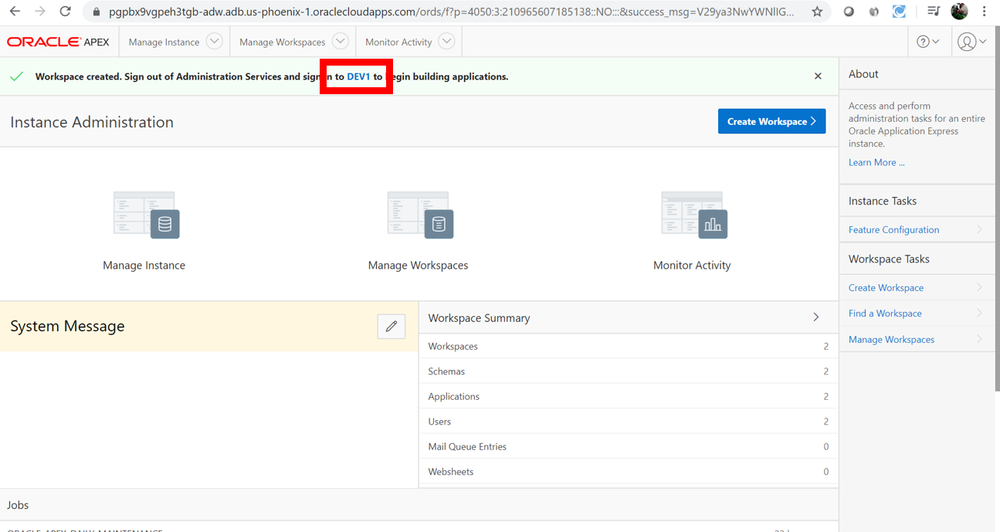 pgpbx9vgpeh3tgb-adw.adb.us-phoenix-1.oraclecloudapps.com/ords/f?p=4050:3:210965607185138::NO:::&success_msg=V29ya3NwYWNlIG...
ORACLE APEX Manage Instance Manage Workspaces Monitor Activity
Workspace created. Sign out of Administration Services and sign in to DEV1 to begin building applications.
Instance Administration
Create Workspace
Manage Instance Manage Workspaces Monitor Activity
System Message
Workspace Summary
Workspaces 2
Schemas 2
Applications 2
Users 2
Mail Queue Entries 0
Websheets 0
Jobs
About
Access and perform
administration tasks for an entire
Oracle Application Express
instance.
Learn More ...
Instance Tasks
Feature Configuration
Workspace Tasks
Create Workspace
Find a Workspace
Manage Workspaces